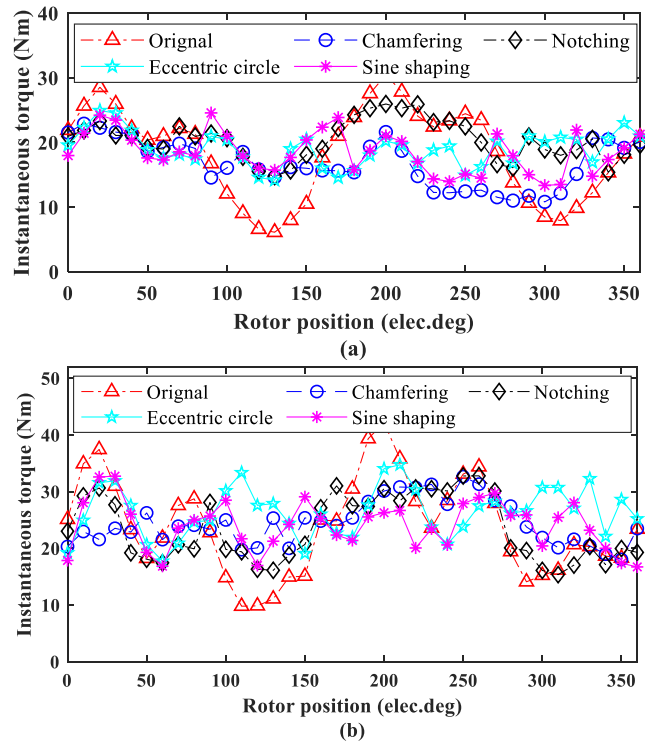 Instantaneous torque (Nm)
40
30
20
10
0
Orignal
Chamfering
Notching
Eccentric circle
Sine shaping
0 50 100 150 200 250 300 350
Rotor position (elec.deg)
(a)
Instantaneous torque (Nm)
50
40
30
20
10
0
Orignal
Chamfering
Notching
Eccentric circle
Sine shaping
0 50 100 150 200 250 300 350
Rotor position (elec.deg)
(b)